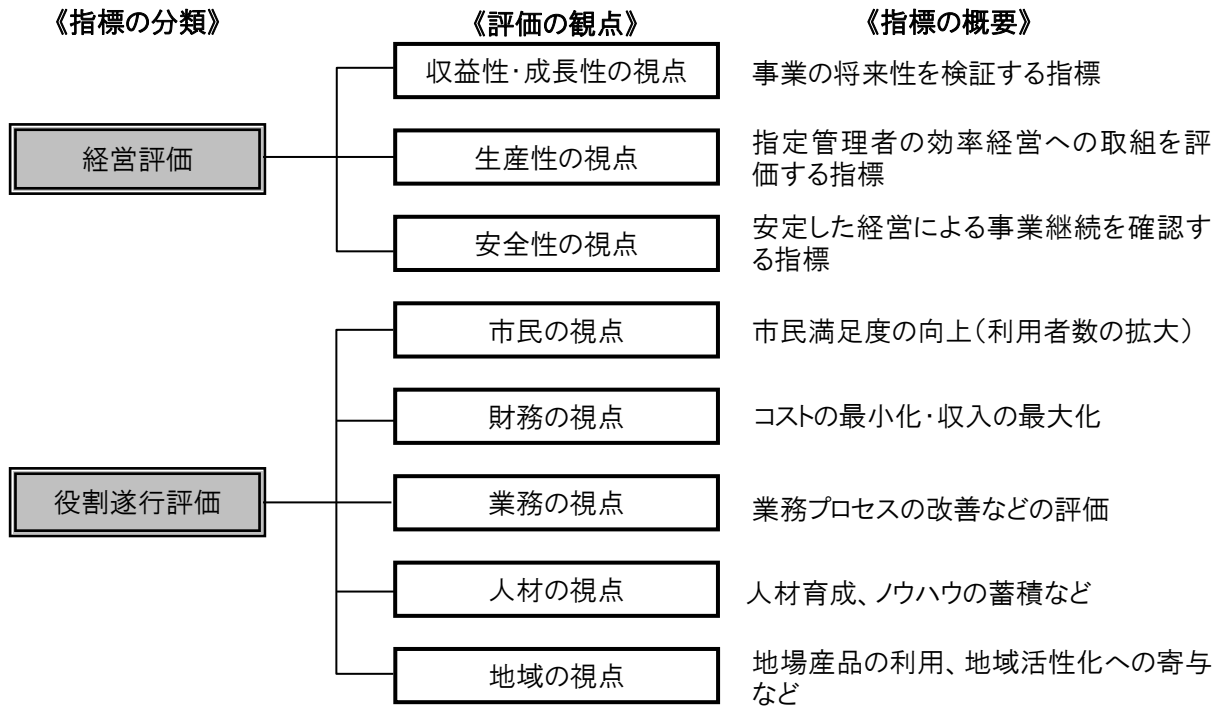 《指標の分類》 《評価の観点》 《指標の概要》
収益性・成長性の視点 事業の将来性を検証する指標
経営評価
生産性の視点 指定管理者の効率経営への取組を評
価する指標
安全性の視点 安定した経営による事業継続を確認す
る指標
市民の視点 市民満足度の向上（利用者数の拡大）
財務の視点 コストの最小化・収入の最大化
役割遂行評価
業務の視点 業務プロセスの改善などの評価
人材の視点 人材育成、ノウハウの蓄積など
地域の視点 地場産品の利用、地域活性化への寄与
など